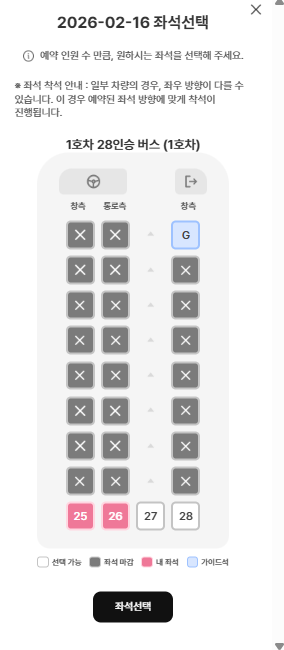 2026-02-16 좌석선택
예약 인원 수 만큼, 원하시는 좌석을 선택해 주세요.
※ 좌석 착석 안내 : 일부 차량의 경우, 좌우 방향이 다를 수
있습니다. 이 경우 예약된 좌석 방향에 맞게 착석이
진행됩니다.
1호차 28인승 버스 (1호차)
창측 통로측 창측
G
25 26 27 28
선택 가능 좌석 마감 내 좌석 가이드석
좌석선택